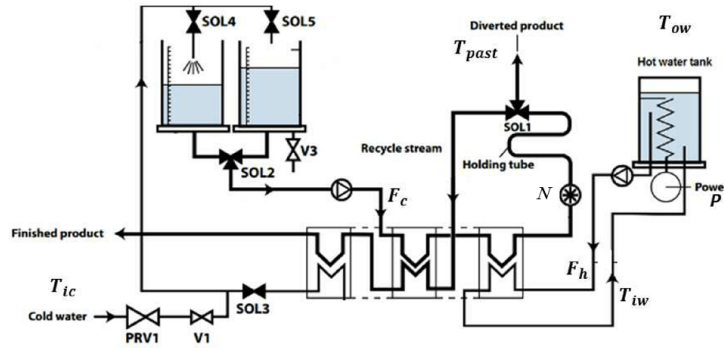 SOL4
SOL5
Diverted product
T_past
T_ow
Hot water tank
SOL1
V3
Recycle stream
Holding tube
SOL2
Powe
P
F_c
N
Finished product
F_h
T_ic
T_iw
SOL3
Cold water
PRV1
V1